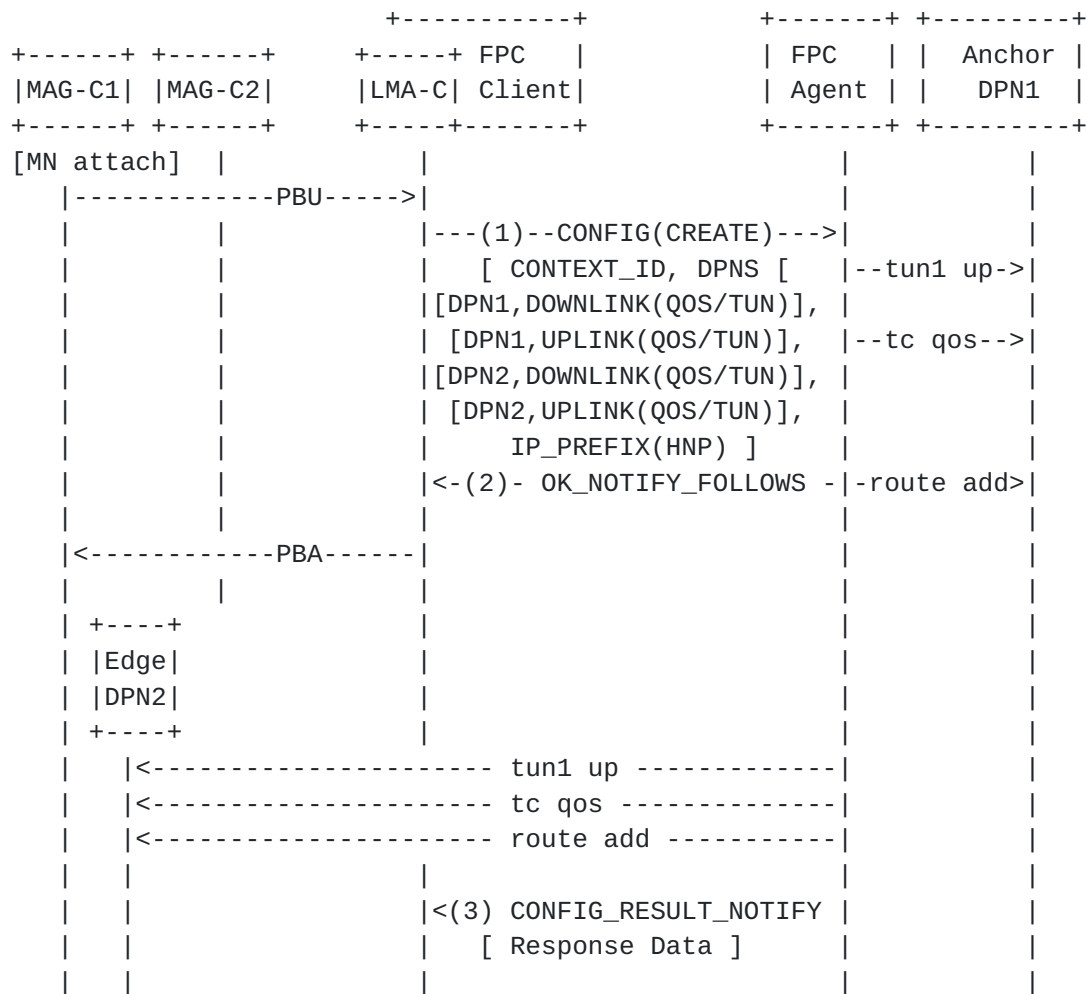 +-----------+           +-------+ +---------+
+------+ +------+     +-----+ FPC   |           | FPC   | |  Anchor |
|MAG-C1| |MAG-C2|     |LMA-C| Client|           | Agent | |   DPN1  |
+------+ +------+     +-----+-------+           +-------+ +---------+
[MN attach]  |            |                           |           |
   |-------------PBU----->|                           |           |
   |         |            |---(1)--CONFIG(CREATE)--->|           |
   |         |            |   [ CONTEXT_ID, DPNS [   |--tun1 up->|
   |         |            |[DPN1,DOWNLINK(QOS/TUN)], |           |
   |         |            | [DPN1,UPLINK(QOS/TUN)],  |--tc qos-->|
   |         |            |[DPN2,DOWNLINK(QOS/TUN)], |           |
   |         |            | [DPN2,UPLINK(QOS/TUN)],  |           |
   |         |            |     IP_PREFIX(HNP) ]     |           |
   |         |            |<-(2)- OK_NOTIFY_FOLLOWS -|-route add>|
   |         |            |                          |           |
   |<------------PBA------|                          |           |
   |         |            |                          |           |
   | +----+               |                          |           |
   | |Edge|               |                          |           |
   | |DPN2|               |                          |           |
   | +----+               |                          |           |
   |   |<---------------------- tun1 up -------------|           |
   |   |<---------------------- tc qos --------------|           |
   |   |<---------------------- route add -----------|           |
   |   |                  |                          |           |
   |   |                  |<(3) CONFIG_RESULT_NOTIFY |           |
   |   |                  |   [ Response Data ]      |           |
   |   |                  |                          |           |